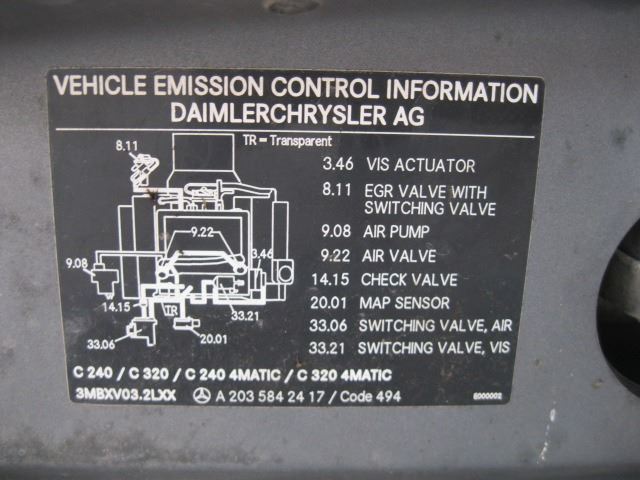 VEHICLE EMISSION CONTROL INFORMATION
DAIMLERCHRYSLER AG
TR = Transparent
8.11
9.22
3.46
9.08
14.15
TR
33.06
20.01
33.21
3.46 VIS ACTUATOR
8.11 EGR VALVE WITH
SWITCHING VALVE
9.08 AIR PUMP
9.22 AIR VALVE
14.15 CHECK VALVE
20.01 MAP SENSOR
33.06 SWITCHING VALVE, AIR
33.21 SWITCHING VALVE, VIS
C 240 / C 320 / C 240 4MATIC / C 320 4MATIC
3MBXV03.2LXX A 203 584 24 17 / Code 494
E000002